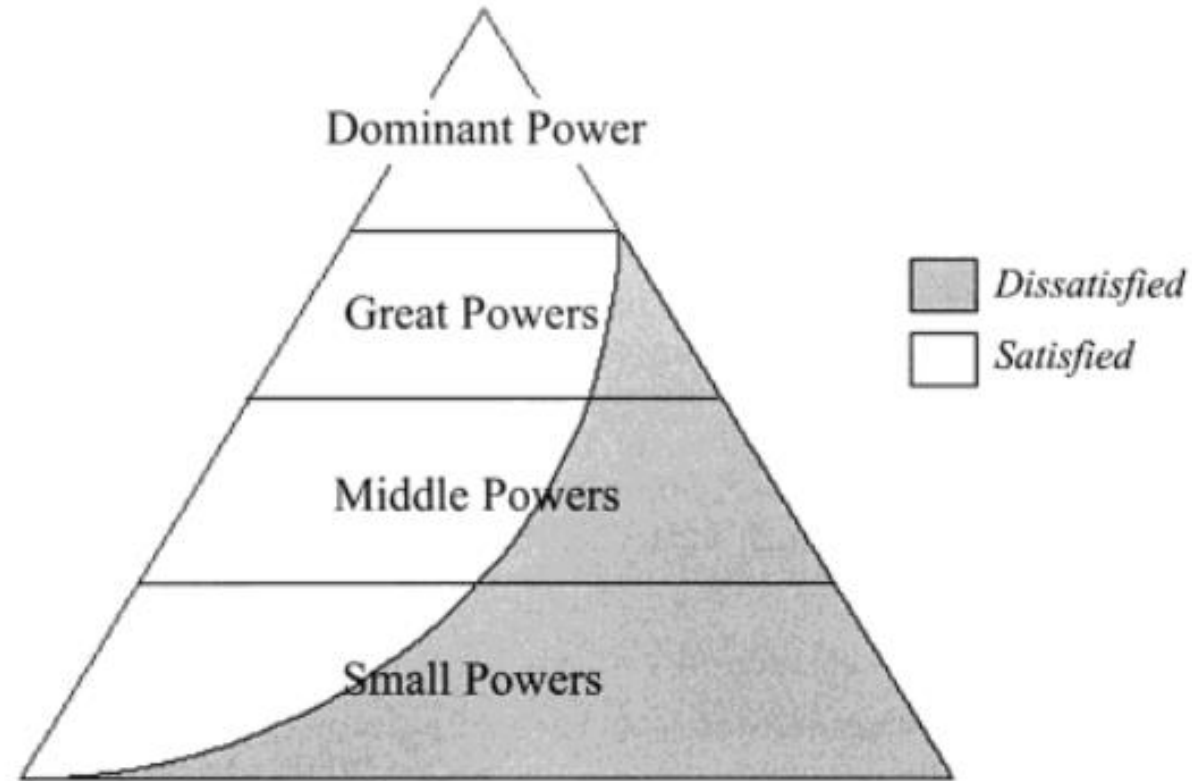 Dominant Power
Great Powers
Middle Powers
Small Powers
Dissatisfied
Satisfied